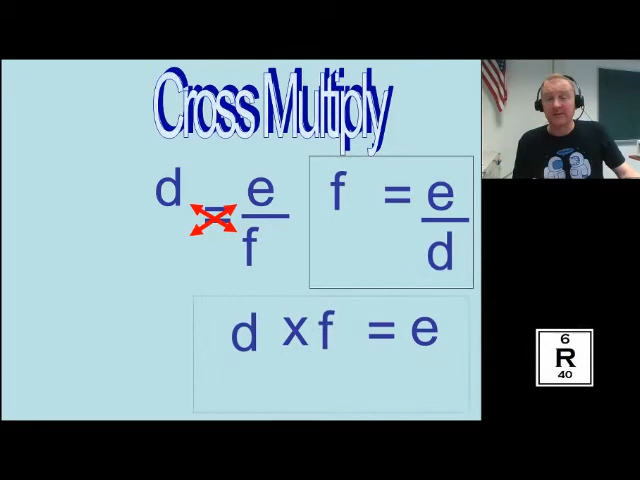 Cross Multiply
d = e
f
f = e
d
d x f = e
6
R
40